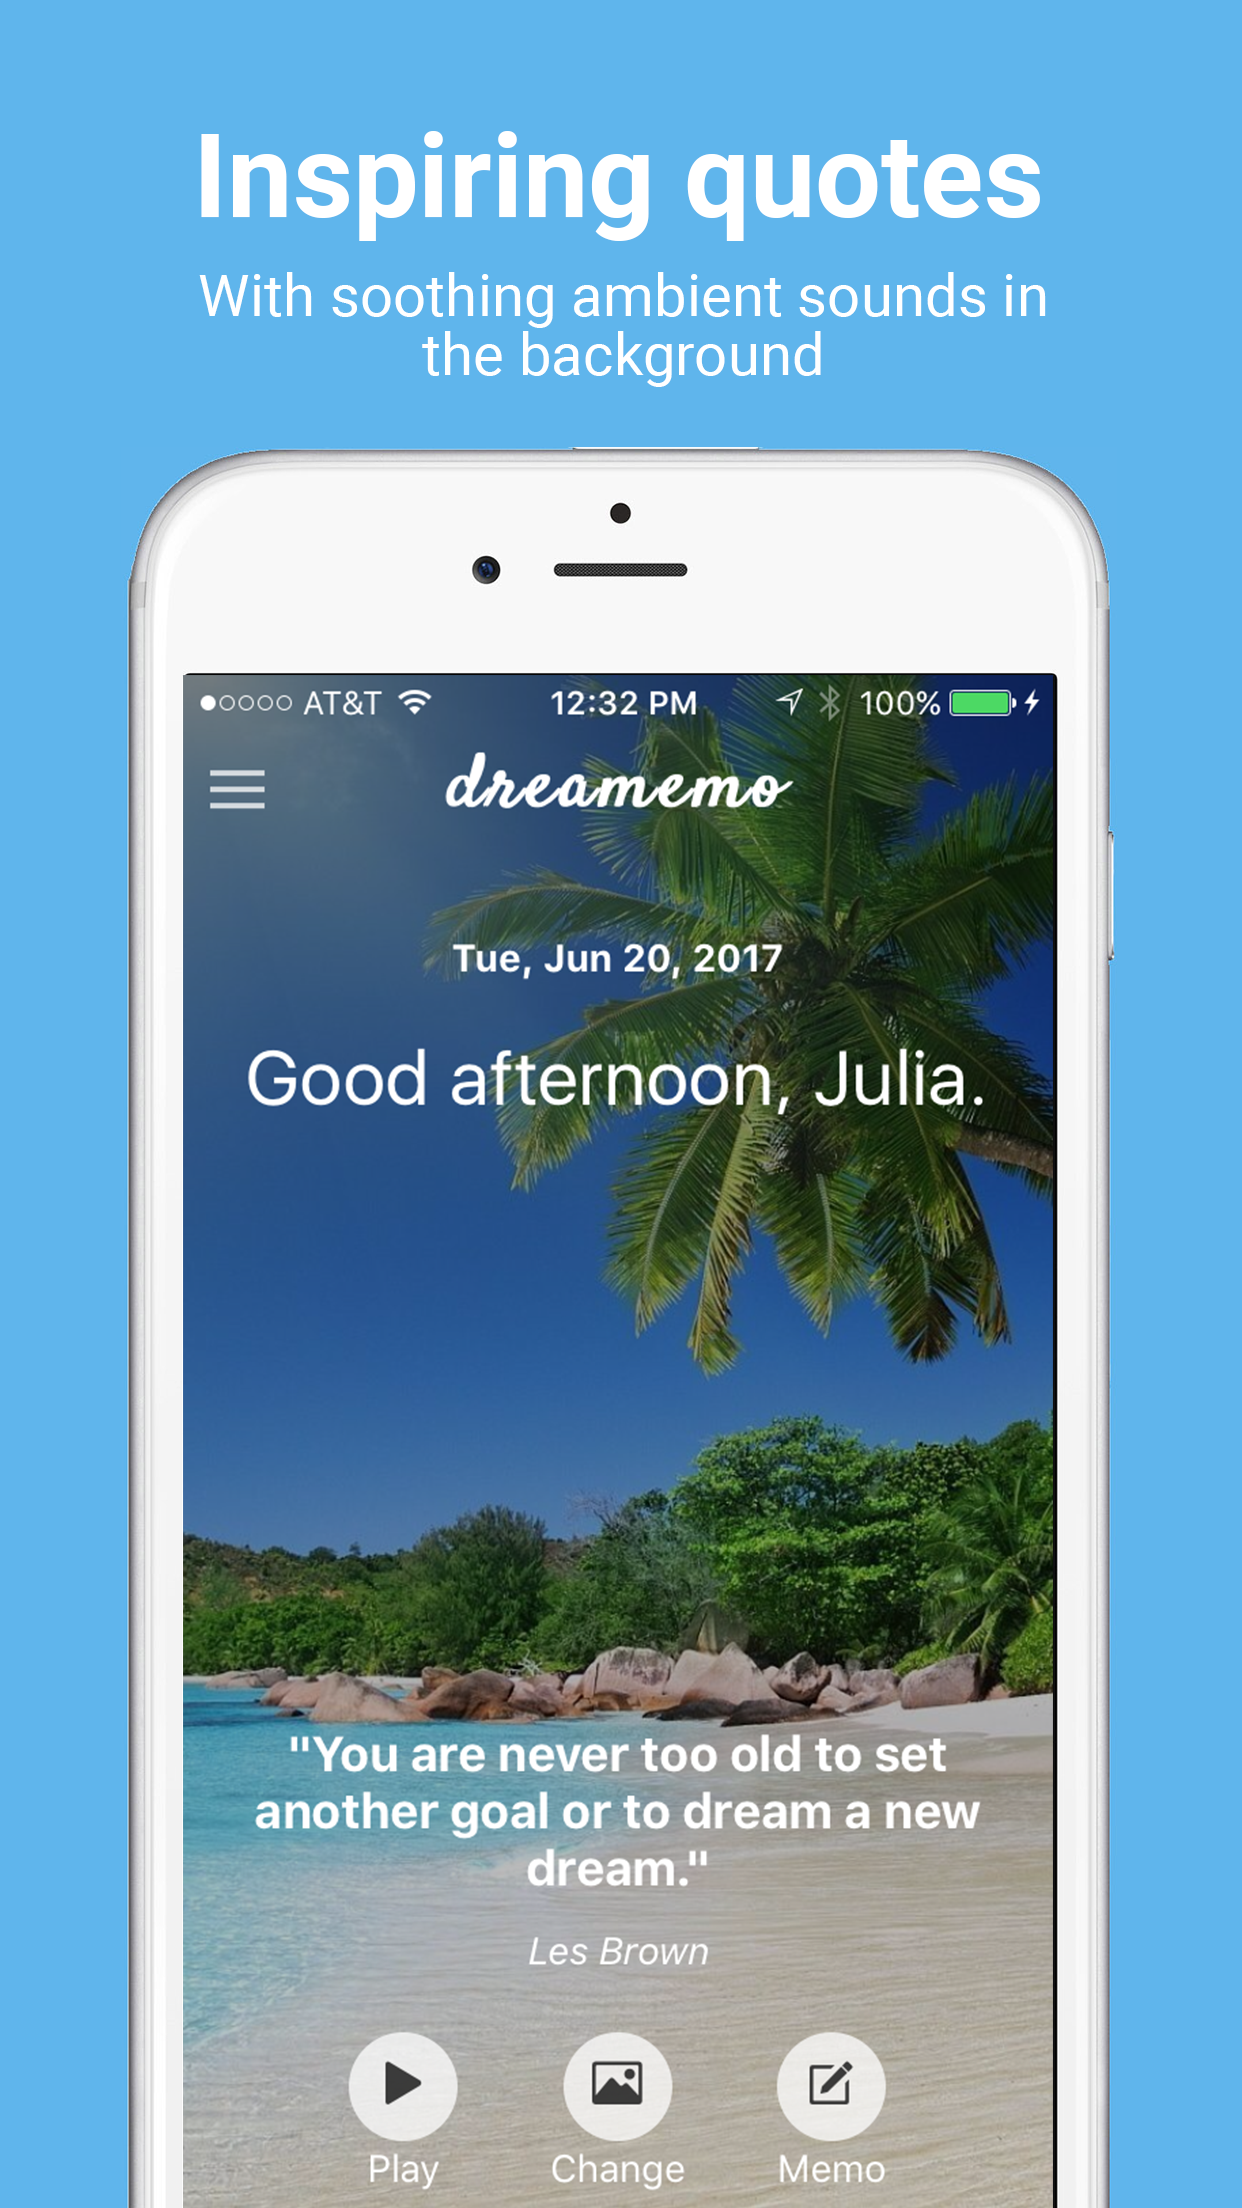 Inspiring quotes
With soothing ambient sounds in
the background
AT&T 12:32 PM 100%
dreamemo
Tue, Jun 20, 2017
Good afternoon, Julia.
"You are never too old to set
another goal or to dream a new
dream."
Les Brown
Play Change Memo